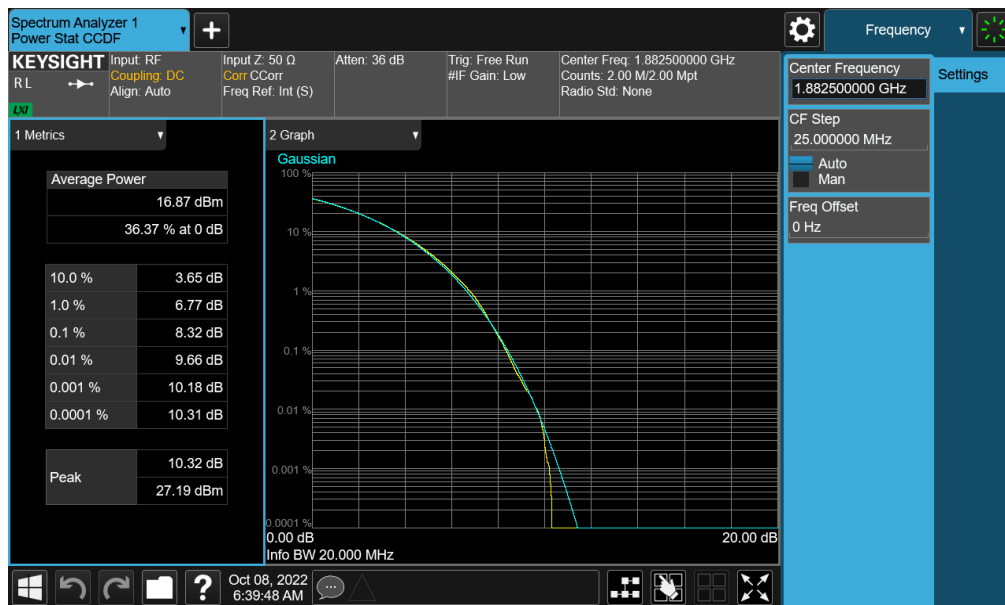 Spectrum Analyzer 1
Power Stat CCDF
+
Frequency
KEYSIGHT
R L
LXI
Input: RF
Coupling: DC
Align: Auto
Input Z: 50 Ω
Corr CCorr
Freq Ref: Int (S)
Atten: 36 dB
Trig: Free Run
#IF Gain: Low
Center Freq: 1.882500000 GHz
Counts: 2.00 M/2.00 Mpt
Radio Std: None
Center Frequency
1.882500000 GHz
Settings
CF Step
25.000000 MHz
Auto
Man
Freq Offset
0 Hz
1 Metrics
Average Power
16.87 dBm
36.37 % at 0 dB
10.0 % 3.65 dB
1.0 % 6.77 dB
0.1 % 8.32 dB
0.01 % 9.66 dB
0.001 % 10.18 dB
0.0001 % 10.31 dB
Peak
10.32 dB
27.19 dBm
2 Graph
Gaussian
100 %
10 %
1 %
0.1 %
0.01 %
0.001 %
0.0001 %
0.00 dB 20.00 dB
Info BW 20.000 MHz
?
Oct 08, 2022
6:39:48 AM